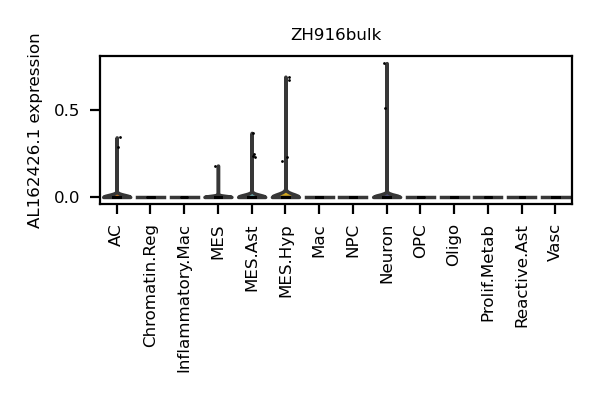 ZH916bulk
AL162426.1 expression
0.5
0.0
AC
Chromatin.Reg
Inflammatory.Mac
MES
MES.Ast
MES.Hyp
Mac
NPC
Neuron
OPC
Oligo
Prolif.Metab
Reactive.Ast
Vasc